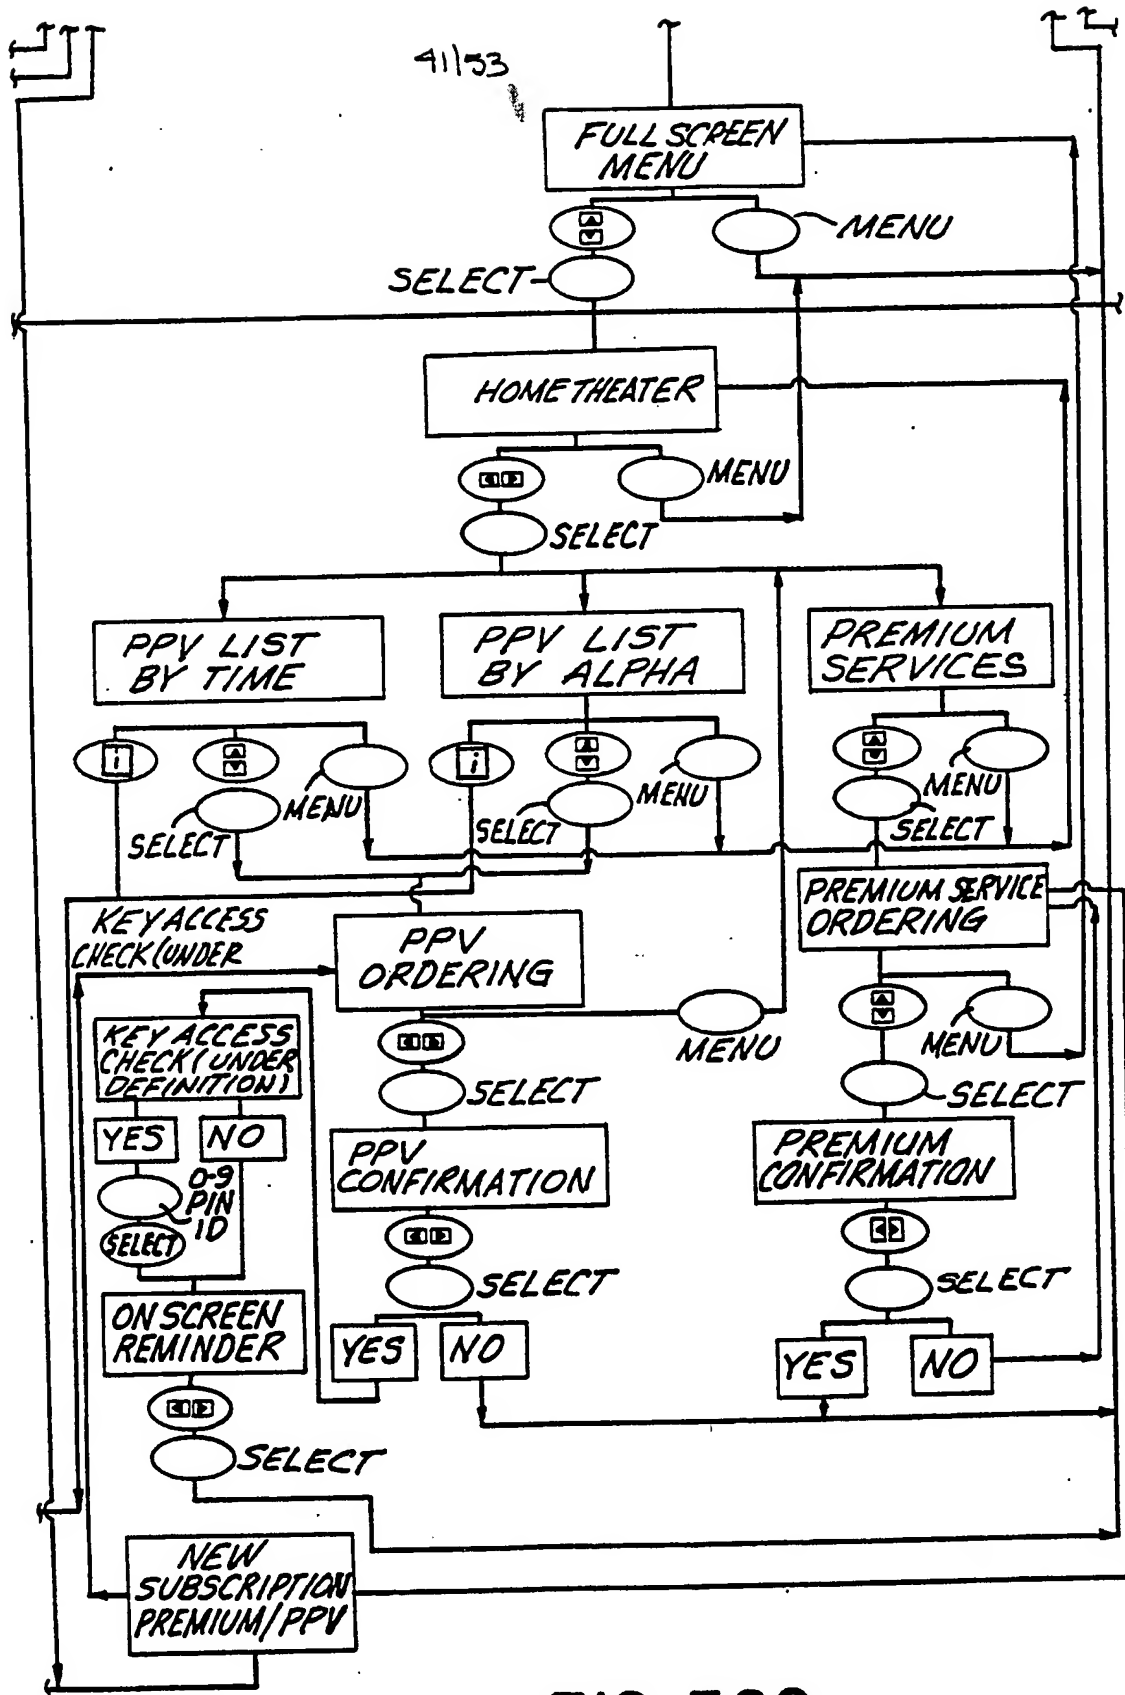 41/53
FULL SCREEN
MENU
MENU
SELECT
HOME THEATER
MENU
SELECT
PPV LIST
BY TIME
PPV LIST
BY ALPHA
PREMIUM
SERVICES
i
i
MENU
SELECT
MENU
SELECT
MENU
SELECT
KEY ACCESS
CHECK (UNDER
PPV
ORDERING
PREMIUM SERVICE
ORDERING
KEY ACCESS
CHECK (UNDER
DEFINITION)
MENU
MENU
SELECT
SELECT
YES
NO
PPV
CONFIRMATION
PREMIUM
CONFIRMATION
0-9
PIN
ID
SELECT
SELECT
SELECT
ON SCREEN
REMINDER
YES
NO
YES
NO
SELECT
NEW
SUBSCRIPTION
PREMIUM/PPV